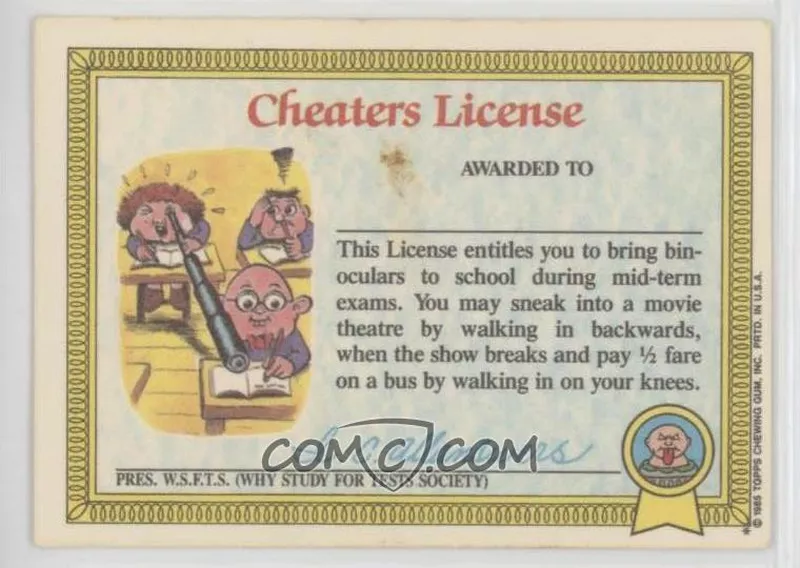 Cheaters License
AWARDED TO
This License entitles you to bring bin-
oculars to school during mid-term
exams. You may sneak into a movie
theatre by walking in backwards,
when the show breaks and pay ½ fare
on a bus by walking in on your knees.
COMC.COM
PRES. W.S.F.T.S. (WHY STUDY FOR TESTS SOCIETY)
* © 1985 TOPPS CHEWING GUM, INC. PRTD. IN U.S.A.